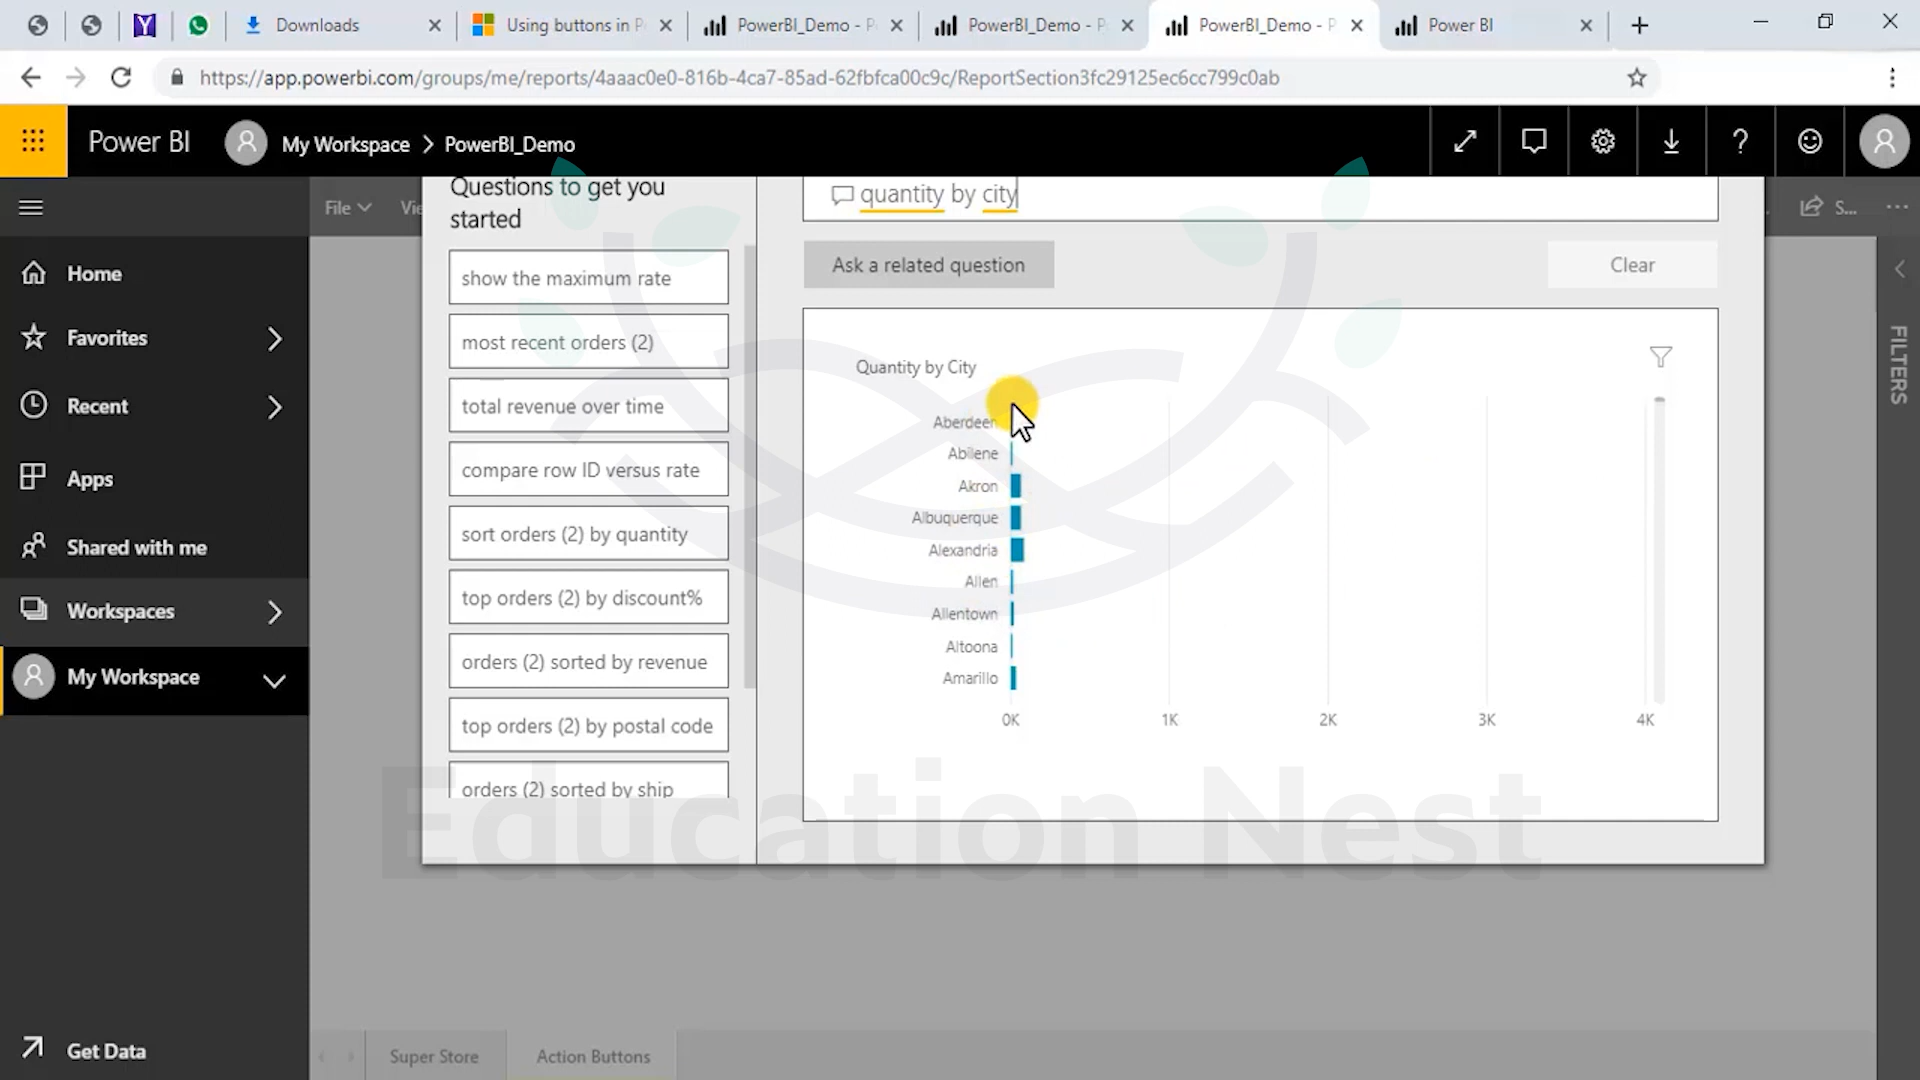 Downloads
Using buttons in P
PowerBI_Demo - P
PowerBI_Demo - P
PowerBI_Demo - P
Power BI
https://app.powerbi.com/groups/me/reports/4aaac0e0-816b-4ca7-85ad-62fbfca00c9c/ReportSection3fc29125ec6cc799c0ab
Power BI
My Workspace > PowerBI_Demo
File
Vie
S...
Home
Favorites
Recent
Apps
Shared with me
Workspaces
My Workspace
Get Data
Questions to get you
started
show the maximum rate
most recent orders (2)
total revenue over time
compare row ID versus rate
sort orders (2) by quantity
top orders (2) by discount%
orders (2) sorted by revenue
top orders (2) by postal code
orders (2) sorted by ship
quantity by city
Ask a related question
Clear
Quantity by City
Aberdeen
Abilene
Akron
Albuquerque
Alexandria
Allen
Allentown
Altoona
Amarillo
0K
1K
2K
3K
4K
FILTERS
Education Nest
Super Store
Action Buttons